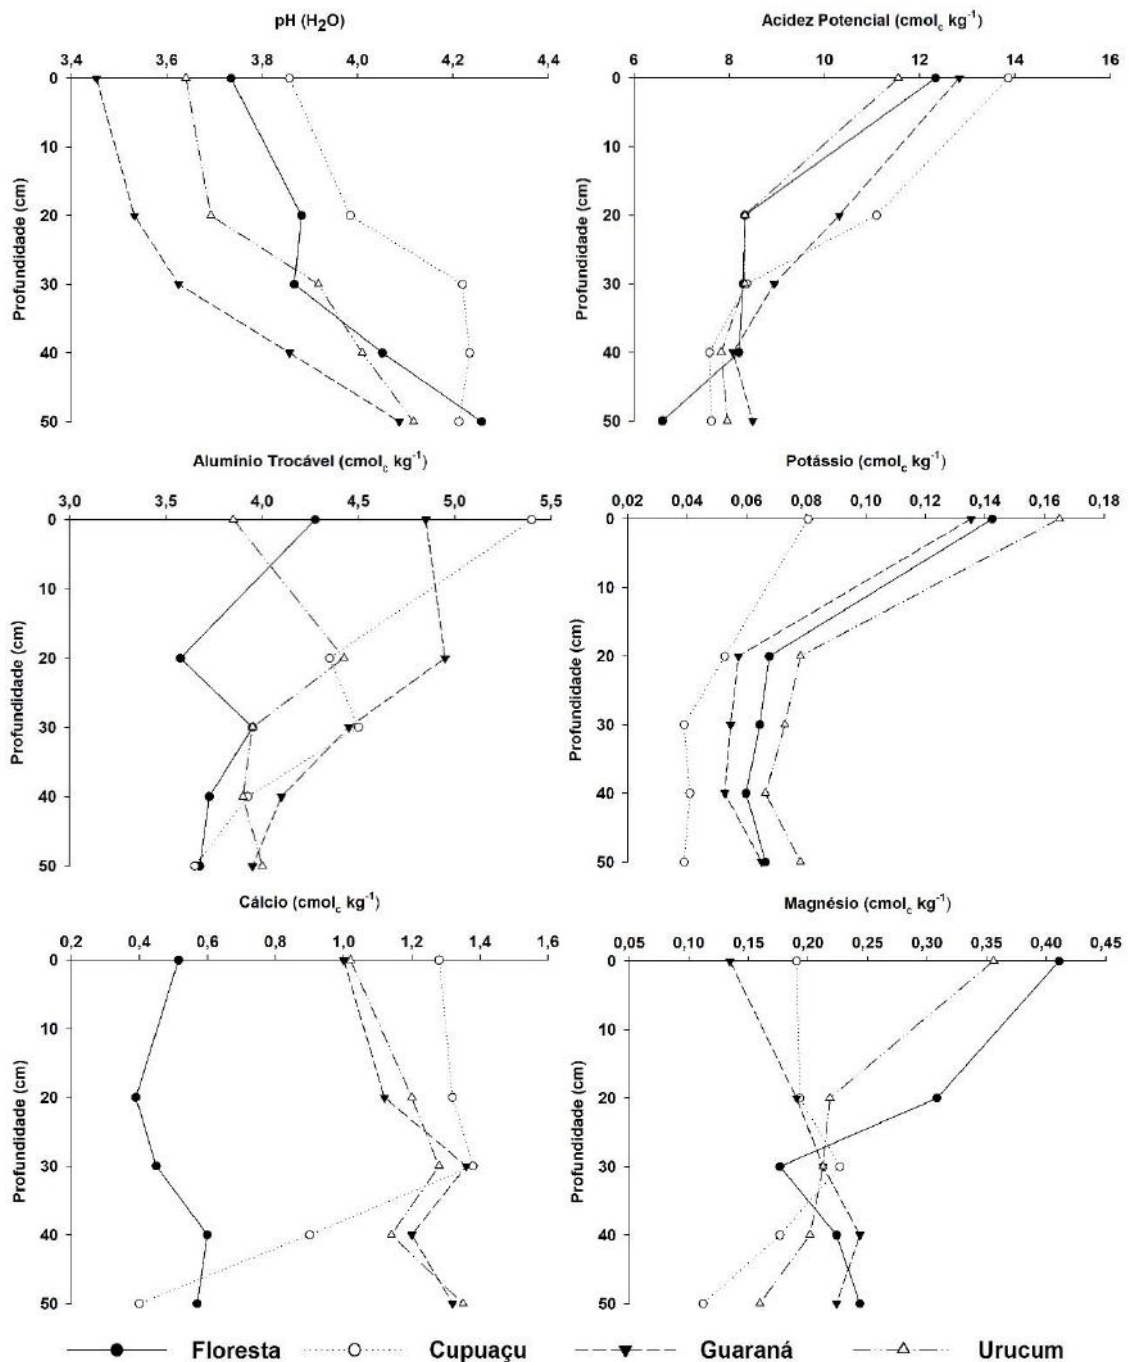 pH (H2O)
3,4 3,6 3,8 4,0 4,2 4,4
0
10
20
30
40
50
Profundidade (cm)
Acidez Potencial (cmolc kg-1)
6 8 10 12 14 16
0
10
20
30
40
50
Profundidade (cm)
Alumínio Trocável (cmolc kg-1)
3,0 3,5 4,0 4,5 5,0 5,5
0
10
20
30
40
50
Profundidade (cm)
Potássio (cmolc kg-1)
0,02 0,04 0,06 0,08 0,10 0,12 0,14 0,16 0,18
0
10
20
30
40
50
Profundidade (cm)
Cálcio (cmolc kg-1)
0,2 0,4 0,6 0,8 1,0 1,2 1,4 1,6
0
10
20
30
40
50
Profundidade (cm)
Magnésio (cmolc kg-1)
0,05 0,10 0,15 0,20 0,25 0,30 0,35 0,40 0,45
0
10
20
30
40
50
Profundidade (cm)
Floresta Cupuaçu Guaraná Urucum